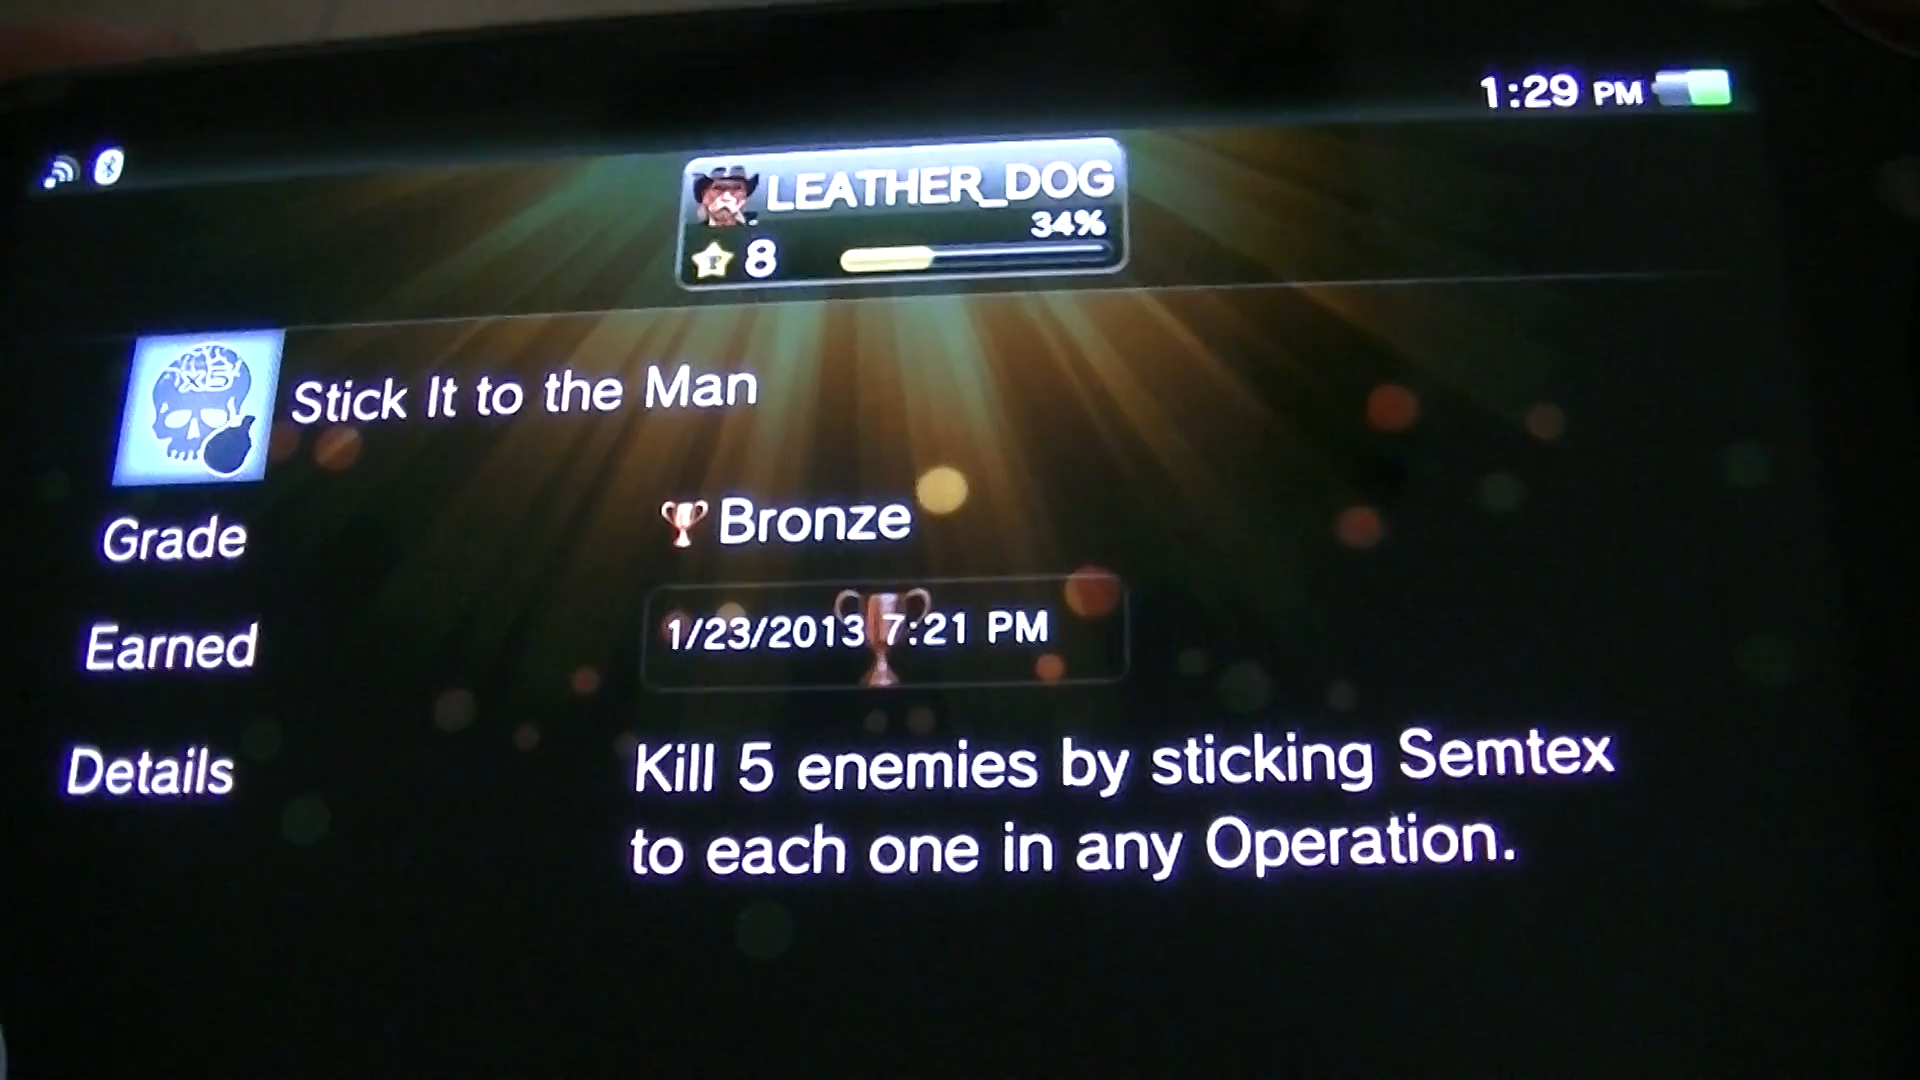 1:29 PM
LEATHER_DOG
34%
8
x5
Stick It to the Man
Grade
Bronze
Earned
1/23/2013 7:21 PM
Details
Kill 5 enemies by sticking Semtex
to each one in any Operation.